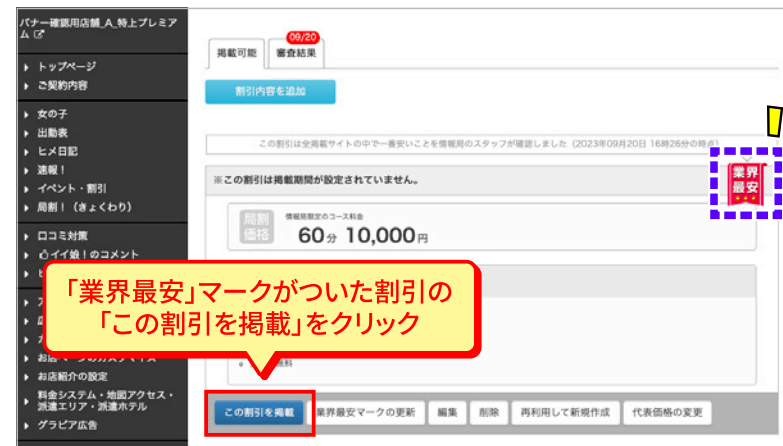 バナー確認用店舗_A_特上プレミア
ム
トップページ
ご契約内容
女の子
出勤表
ヒメ日記
速報！
イベント・割引
局割！（きょくわり）
口コミ対策
イイ娘！のコメント
お店紹介の設定
料金システム・地図アクセス・
派遣エリア・派遣ホテル
グラビア広告
09/20
掲載可能
審査結果
割引内容を追加
この割引は全掲載サイトの中で一番安いことを情報局のスタッフが確認しました（2023年09月20日 16時26分の時点）
業界
最安
※この割引は掲載期間が設定されていません。
局割
価格
情報局限定のコース料金
60分 10,000円
「業界最安」マークがついた割引の
「この割引を掲載」をクリック
この割引を掲載
業界最安マークの更新
編集
削除
再利用して新規作成
代表価格の変更